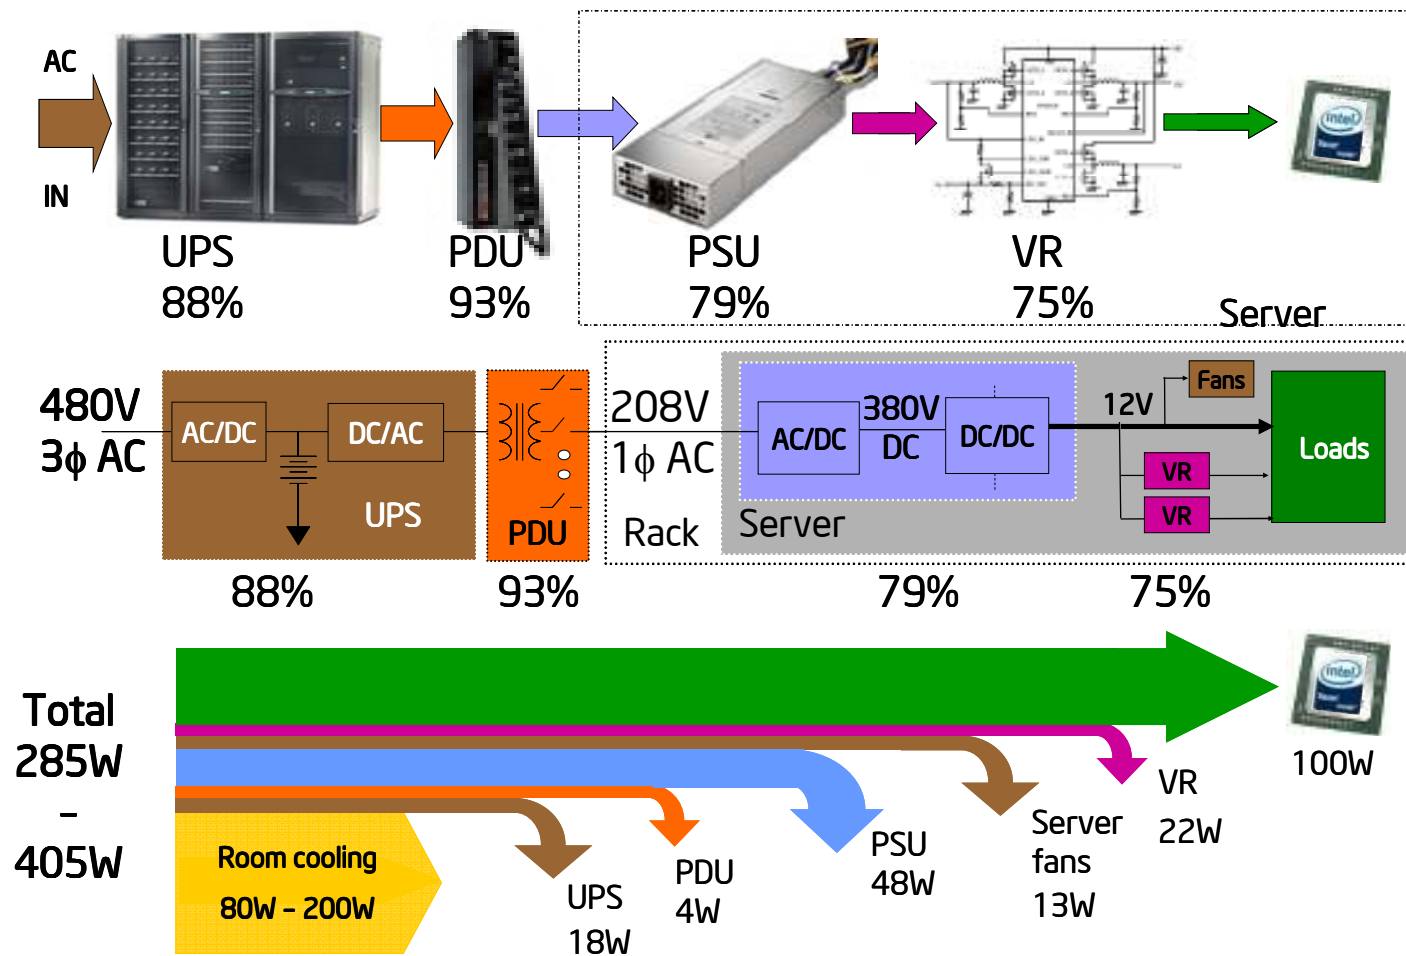 AC
IN
UPS
88%
PDU
93%
PSU
79%
VR
75%
Server
intel
480V
3ϕ AC
AC/DC
DC/AC
UPS
PDU
208V
1ϕ AC
Rack
Server
AC/DC
380V
DC
DC/DC
12V
Fans
VR
VR
Loads
88%
93%
79%
75%
Total
285W
–
405W
Room cooling
80W – 200W
UPS
18W
PDU
4W
PSU
48W
Server
fans
13W
VR
22W
intel
100W